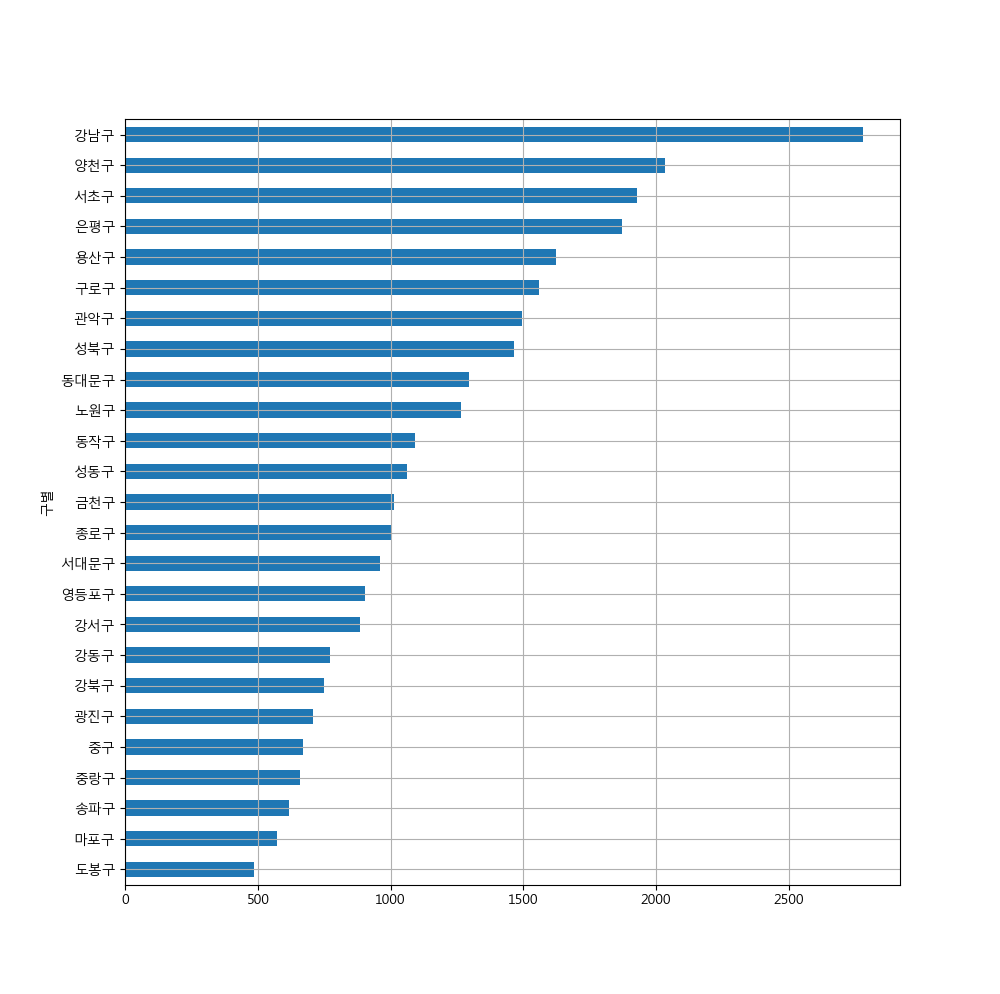 강남구
양천구
서초구
은평구
용산구
구로구
관악구
성북구
동대문구
노원구
동작구
성동구
금천구
종로구
서대문구
영등포구
강서구
강동구
강북구
광진구
중구
중랑구
송파구
마포구
도봉구
구별
0 500 1000 1500 2000 2500